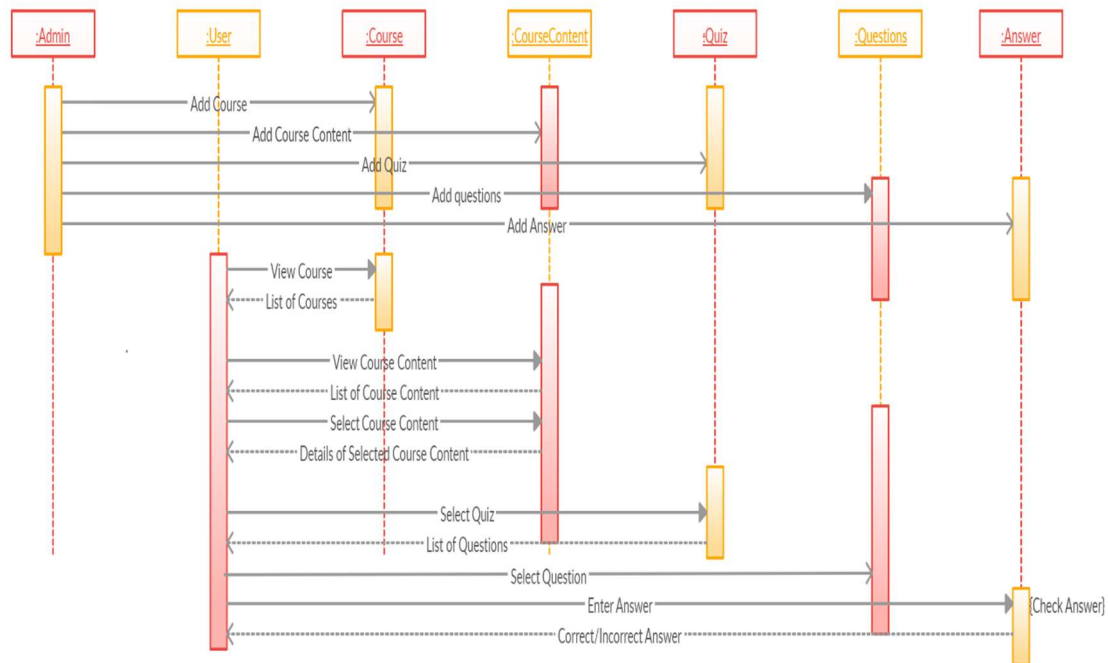 :Admin
:User
:Course
:CourseContent
:Quiz
:Questions
:Answer
Add Course
Add Course Content
Add Quiz
Add questions
Add Answer
View Course
List of Courses
View Course Content
List of Course Content
Select Course Content
Details of Selected Course Content
Select Quiz
List of Questions
Select Question
Enter Answer
{Check Answer}
Correct/Incorrect Answer